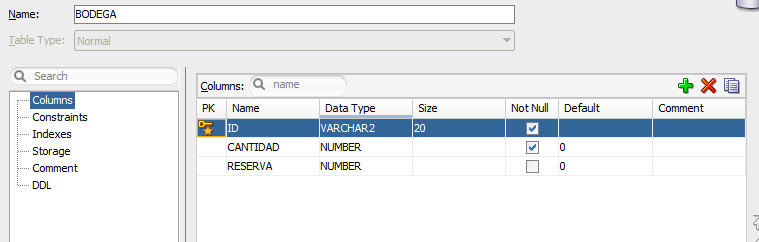 Name: BODEGA
Table Type: Normal
Search
Columns
Constraints
Indexes
Storage
Comment
DDL
Columns: name
PK Name Data Type Size Not Null Default Comment
ID VARCHAR2 20
CANTIDAD NUMBER 0
RESERVA NUMBER 0